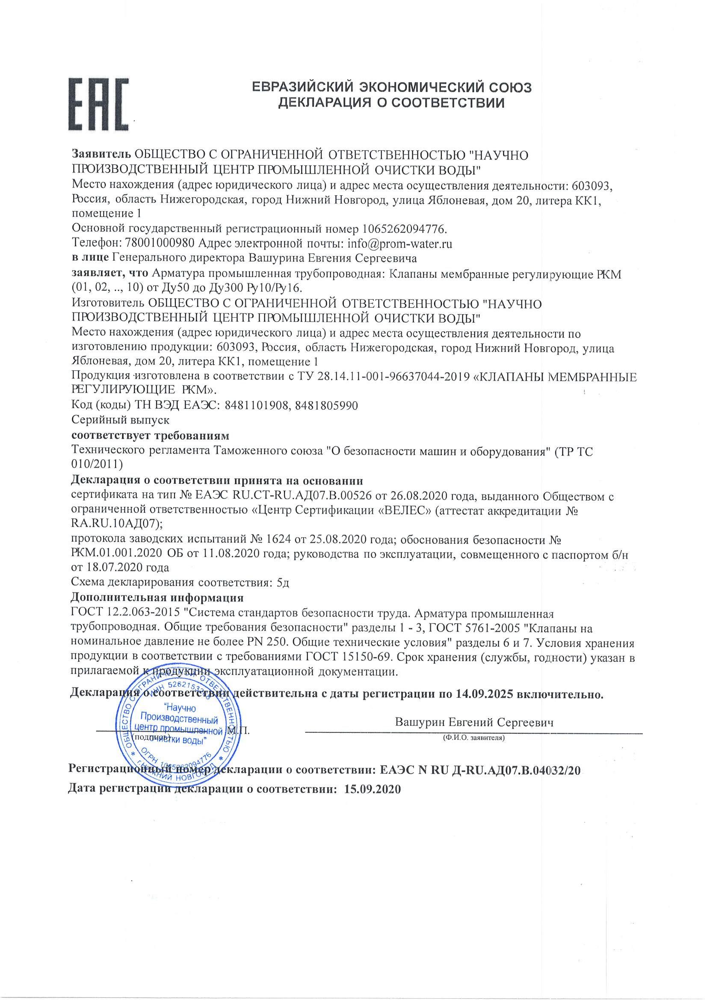 ЕАС
ЕВРАЗИЙСКИЙ ЭКОНОМИЧЕСКИЙ СОЮЗ
ДЕКЛАРАЦИЯ О СООТВЕТСТВИИ
Заявитель ОБЩЕСТВО С ОГРАНИЧЕННОЙ ОТВЕТСТВЕННОСТЬЮ "НАУЧНО
ПРОИЗВОДСТВЕННЫЙ ЦЕНТР ПРОМЫШЛЕННОЙ ОЧИСТКИ ВОДЫ"
Место нахождения (адрес юридического лица) и адрес места осуществления деятельности: 603093,
Россия, область Нижегородская, город Нижний Новгород, улица Яблоневая, дом 20, литера КК1,
помещение 1
Основной государственный регистрационный номер 1065262094776.
Телефон: 78001000980 Адрес электронной почты: info@prom-water.ru
в лице Генерального директора Вашурина Евгения Сергеевича
заявляет, что Арматура промышленная трубопроводная: Клапаны мембранные регулирующие РКМ
(01, 02, .., 10) от Ду50 до Ду300 Ру10/Ру16.
Изготовитель ОБЩЕСТВО С ОГРАНИЧЕННОЙ ОТВЕТСТВЕННОСТЬЮ "НАУЧНО
ПРОИЗВОДСТВЕННЫЙ ЦЕНТР ПРОМЫШЛЕННОЙ ОЧИСТКИ ВОДЫ"
Место нахождения (адрес юридического лица) и адрес места осуществления деятельности по
изготовлению продукции: 603093, Россия, область Нижегородская, город Нижний Новгород, улица
Яблоневая, дом 20, литера КК1, помещение 1
Продукция изготовлена в соответствии с ТУ 28.14.11-001-96637044-2019 «КЛАПАНЫ МЕМБРАННЫЕ
РЕГУЛИРУЮЩИЕ РКМ».
Код (коды) ТН ВЭД ЕАЭС: 8481101908, 8481805990
Серийный выпуск
соответствует требованиям
Технического регламента Таможенного союза "О безопасности машин и оборудования" (ТР ТС
010/2011)
Декларация о соответствии принята на основании
сертификата на тип № ЕАЭС RU.СТ-RU.АД07.В.00526 от 26.08.2020 года, выданного Обществом с
ограниченной ответственностью «Центр Сертификации «ВЕЛЕС» (аттестат аккредитации №
RA.RU.10АД07);
протокола заводских испытаний № 1624 от 25.08.2020 года; обоснования безопасности №
РКМ.01.001.2020 ОБ от 11.08.2020 года; руководства по эксплуатации, совмещенного с паспортом б/н
от 18.07.2020 года
Схема декларирования соответствия: 5д
Дополнительная информация
ГОСТ 12.2.063-2015 "Система стандартов безопасности труда. Арматура промышленная
трубопроводная. Общие требования безопасности" разделы 1 - 3, ГОСТ 5761-2005 "Клапаны на
номинальное давление не более PN 250. Общие технические условия" разделы 6 и 7. Условия хранения
продукции в соответствии с требованиями ГОСТ 15150-69. Срок хранения (службы, годности) указан в
прилагаемой к продукции эксплуатационной документации.
Декларация о соответствии действительна с даты регистрации по 14.09.2025 включительно.
ОБЩЕСТВО С ОГРАНИЧЕННОЙ ОТВЕТСТВЕННОСТЬЮ
ИНН
"Научно
Производственный
центр промышленной
очистки воды"
ОГРН 1065262094776
г.НИЖНИЙ НОВГОРОД
М.П.
(подпись)
Вашурин Евгений Сергеевич
(Ф.И.О. заявителя)
Регистрационный номер декларации о соответствии: ЕАЭС N RU Д-RU.АД07.В.04032/20
Дата регистрации декларации о соответствии: 15.09.2020